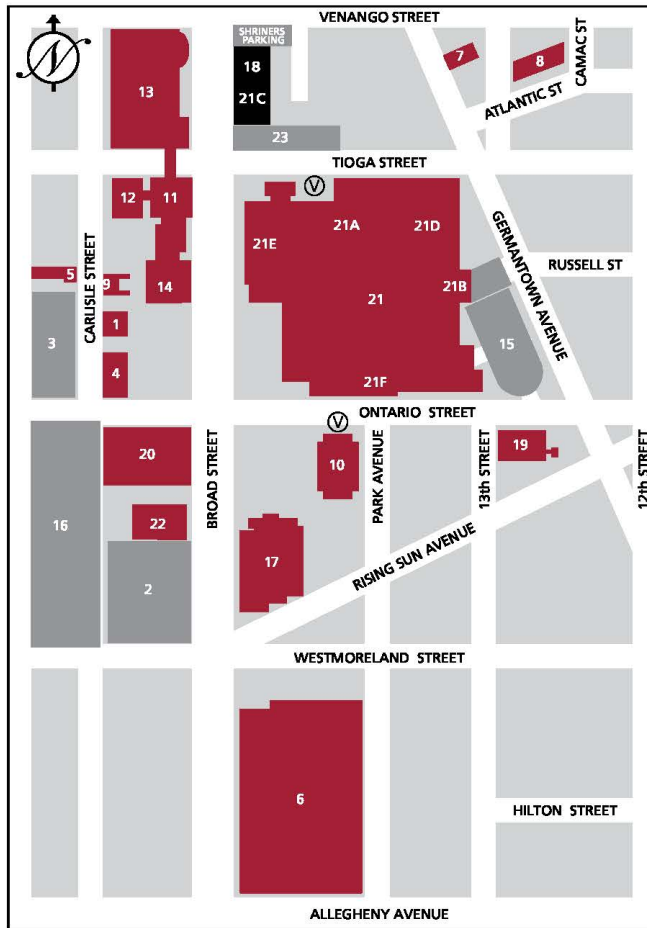 VENANGO STREET
N
SHRINERS
PARKING
18
21C
7
8
CAMAC ST
ATLANTIC ST
13
23
TIOGA STREET
V
12
11
21A
21D
21E
GERMANTOWN AVENUE
RUSSELL ST
5
9
14
21B
CARLISLE STREET
21
1
3
15
4
21F
ONTARIO STREET
V
20
10
19
BROAD STREET
PARK AVENUE
13th STREET
12th STREET
16
22
17
RISING SUN AVENUE
2
WESTMORELAND STREET
6
HILTON STREET
ALLEGHENY AVENUE